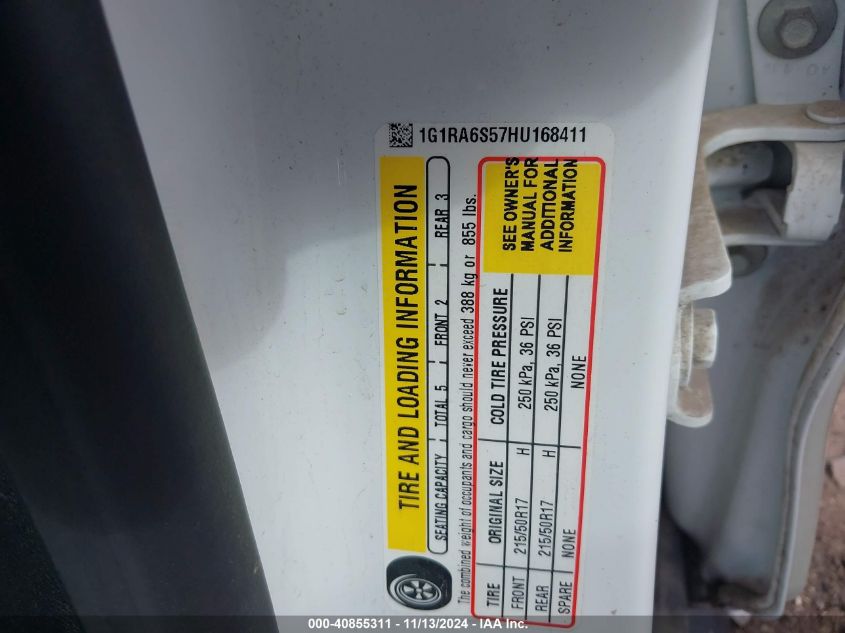 1G1RA6S57HU168411
TIRE AND LOADING INFORMATION
SEATING CAPACITY TOTAL 5 FRONT 2 REAR 3
The combined weight of occupants and cargo should never exceed 388 kg or 855 lbs.
TIRE ORIGINAL SIZE COLD TIRE PRESSURE
FRONT 215/50R17 H 250 kPa, 36 PSI
REAR 215/50R17 H 250 kPa, 36 PSI
SPARE NONE NONE
SEE OWNER'S
MANUAL FOR
ADDITIONAL
INFORMATION
000-40855311 - 11/13/2024 - IAA Inc.